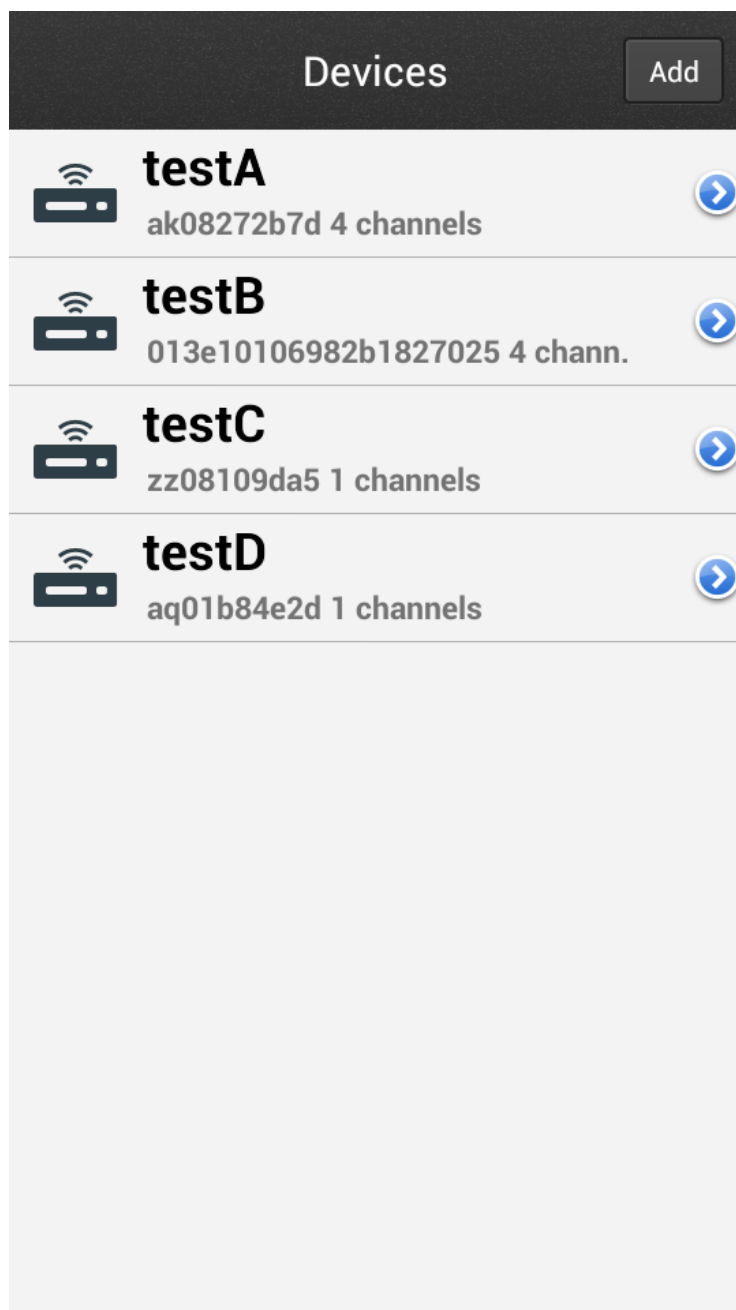 Devices
Add
testA
ak08272b7d 4 channels
testB
013e10106982b1827025 4 chann.
testC
zz08109da5 1 channels
testD
aq01b84e2d 1 channels